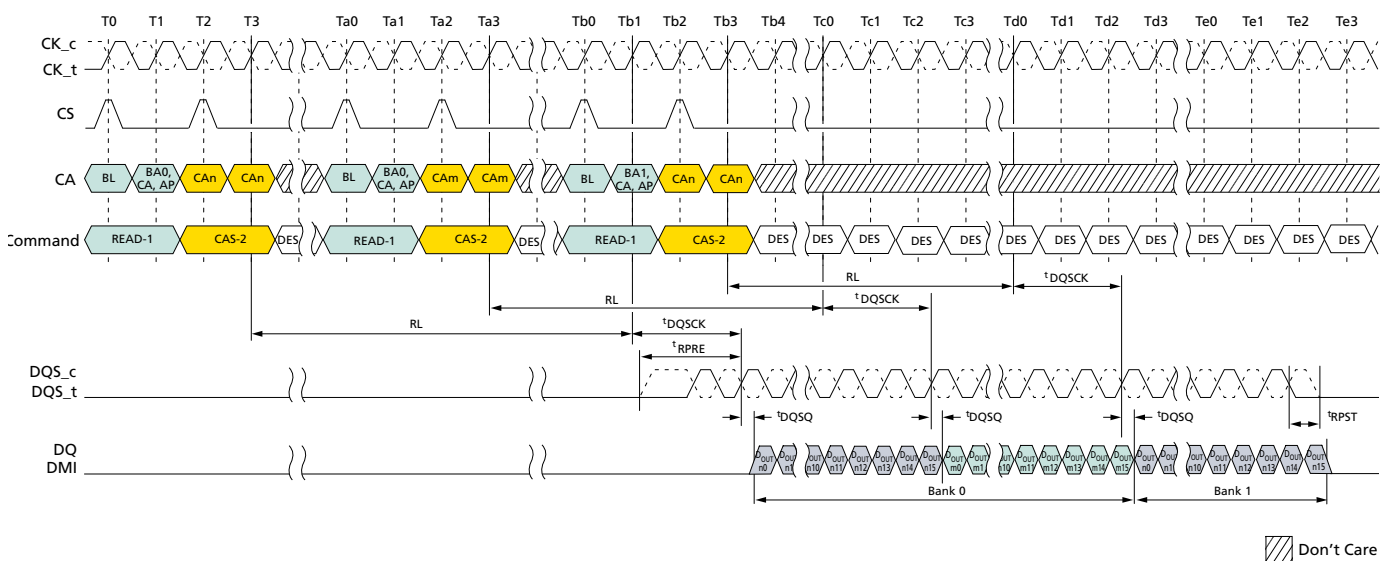 T0 T1 T2 T3 Ta0 Ta1 Ta2 Ta3 Tb0 Tb1 Tb2 Tb3 Tb4 Tc0 Tc1 Tc2 Tc3 Td0 Td1 Td2 Td3 Te0 Te1 Te2 Te3
CK_c
CK_t
CS
CA BL BA0, CA, AP CAn CAn BL BA0, CA, AP CAm CAm BL BA1, CA, AP CAn CAn
Command READ-1 CAS-2 DES READ-1 CAS-2 DES READ-1 CAS-2 DES DES DES DES DES DES DES DES DES DES DES DES DES
RL tDQSCK
RL tDQSCK
RL tDQSCK
tRPRE
DQS_c
DQS_t
tDQSQ tDQSQ tDQSQ tRPST
DQ
DMI
DOUT n0 DOUT n1 DOUT n10 DOUT n11 DOUT n12 DOUT n13 DOUT n14 DOUT n15 DOUT m0 DOUT m1 DOUT m10 DOUT m11 DOUT m12 DOUT m13 DOUT m14 DOUT m15 DOUT n0 DOUT n1 DOUT n10 DOUT n11 DOUT n12 DOUT n13 DOUT n14 DOUT n15
Bank 0 Bank 1
Don't Care